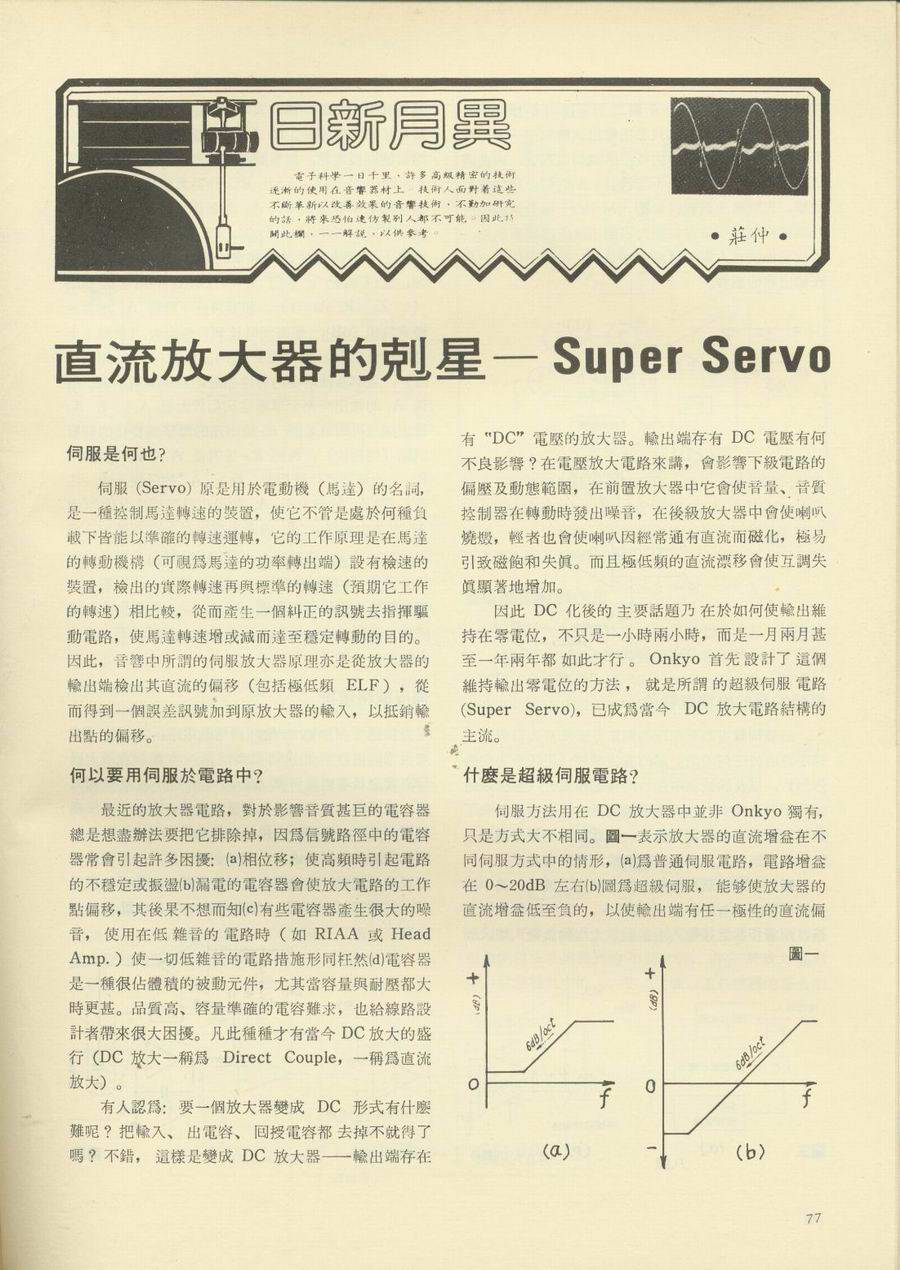 日新月異
電子科學一日千里,許多高級精密的技術
逐漸的使用在音響器材上 技術人面對着這些
不斷革新以改善效果的音響技術,不勤加研究
的話,將來恐怕連仿製別人都不可能。因此特
闢此欄,一一解說,以供參考。
•莊仲•
直流放大器的剋星— Super Servo
伺服是何也?
伺服 (Servo) 原是用於電動機(馬達)的名詞,
是一種控制馬達轉速的裝置,使它不管是處於何種負
載下皆能以準確的轉速運轉,它的工作原理是在馬達
的轉動機構(可視爲馬達的功率轉出端)設有檢速的
裝置,檢出的實際轉速再與標準的轉速(預期它工作
的轉速)相比較,從而產生一個糾正的訊號去指揮驅
動電路,使馬達轉速增或減而達至穩定轉動的目的。
因此,音響中所謂的伺服放大器原理亦是從放大器的
輸出端檢出其直流的偏移(包括極低頻 ELF),從
而得到一個誤差訊號加到原放大器的輸入,以抵銷輸
出點的偏移。
何以要用伺服於電路中?
最近的放大器電路,對於影響音質甚巨的電容器
總是想盡辦法要把它排除掉,因爲信號路徑中的電容
器常會引起許多困擾: (a)相位移;使高頻時引起電路
的不穩定或振盪(b)漏電的電容器會使放大電路的工作
點偏移,其後果不想而知(c)有些電容器產生很大的噪
音, 使用在低 雜音的 電路時(如 RIAA 或 Head
Amp.)使一切低雜音的電路措施形同枉然(d)電容器
是一種很佔體積的被動元件,尤其當容量與耐壓都大
時更甚。品質高、容量準確的電容難求,也給線路設
計者帶來很大困擾。凡此種種才有當今 DC 放大的盛
行(DC 放大一稱爲 Direct Couple,一稱爲直流
放大)。
有人認爲: 要一個放大器變成 DC 形式有什麼
難呢?把輸入、 出電容、 回授電容都 去掉不就得了
嗎?不錯, 這樣是變成 DC 放大器——輸出端存在
有 "DC" 電壓的放大器。輸出端存有 DC 電壓有何
不良影響?在電壓放大電路來講,會影響下級電路的
偏壓及動態範圍,在前置放大器中它會使音量、音質
控制器在轉動時發出噪音,在後級放大器中會使喇叭
燒燬,輕者也會使喇叭因經常通有直流而磁化,極易
引致磁飽和失眞。而且極低頻的直流漂移會使互調失
眞顯著地增加。
因此 DC 化後的 主要話題乃 在於如何使輸出維
持在零電位,不只是一小時兩小時,而是一月兩月甚
至一年兩年都 如此才行 。 Onkyo 首先 設計了 這個
維持輸出零電位的方法 , 就是所謂 的超級伺服 電路
(Super Servo),已成爲當今 DC 放大電路結構的
主流。
什麼是超級伺服電路?
伺服方法用在 DC 放大器中並非 Onkyo 獨有,
只是方式大不相同。圖一表示放大器的直流增益在不
同伺服方式中的情形,(a)爲普通伺服電路,電路增益
在 0~20dB 左右(b)圖爲超級伺服, 能够使放大器的
直流增益低至負的,以使輸出端有任一極性的直流偏
圖一
+
(dB)
6dB/oct
0
f
(a)
+
(dB)
6dB/oct
0
f
−
(b)
77